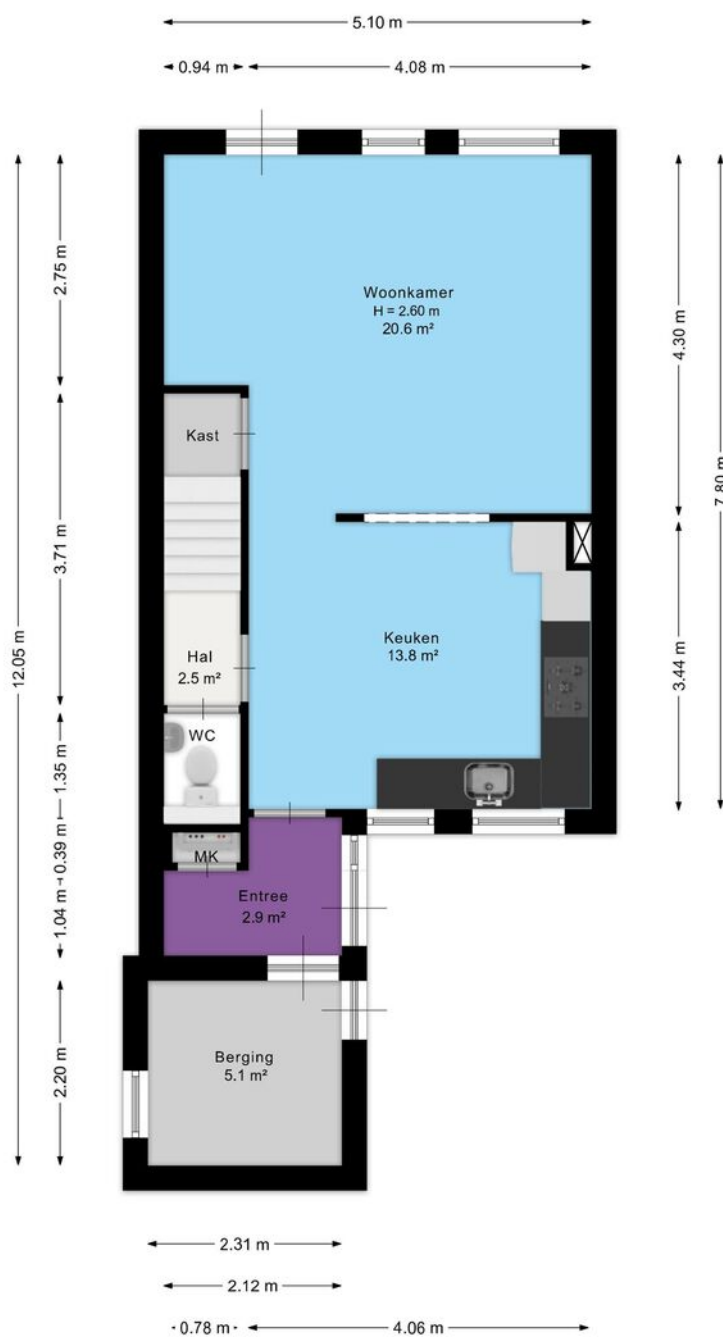 5.10 m
0.94 m
4.08 m
Woonkamer
H = 2.60 m
20.6 m²
2.75 m
4.30 m
7.80 m
Kast
3.71 m
12.05 m
Keuken
13.8 m²
3.44 m
Hal
2.5 m²
WC
1.35 m
0.39 m
MK
1.04 m
Entree
2.9 m²
2.20 m
Berging
5.1 m²
2.31 m
2.12 m
0.78 m
4.06 m